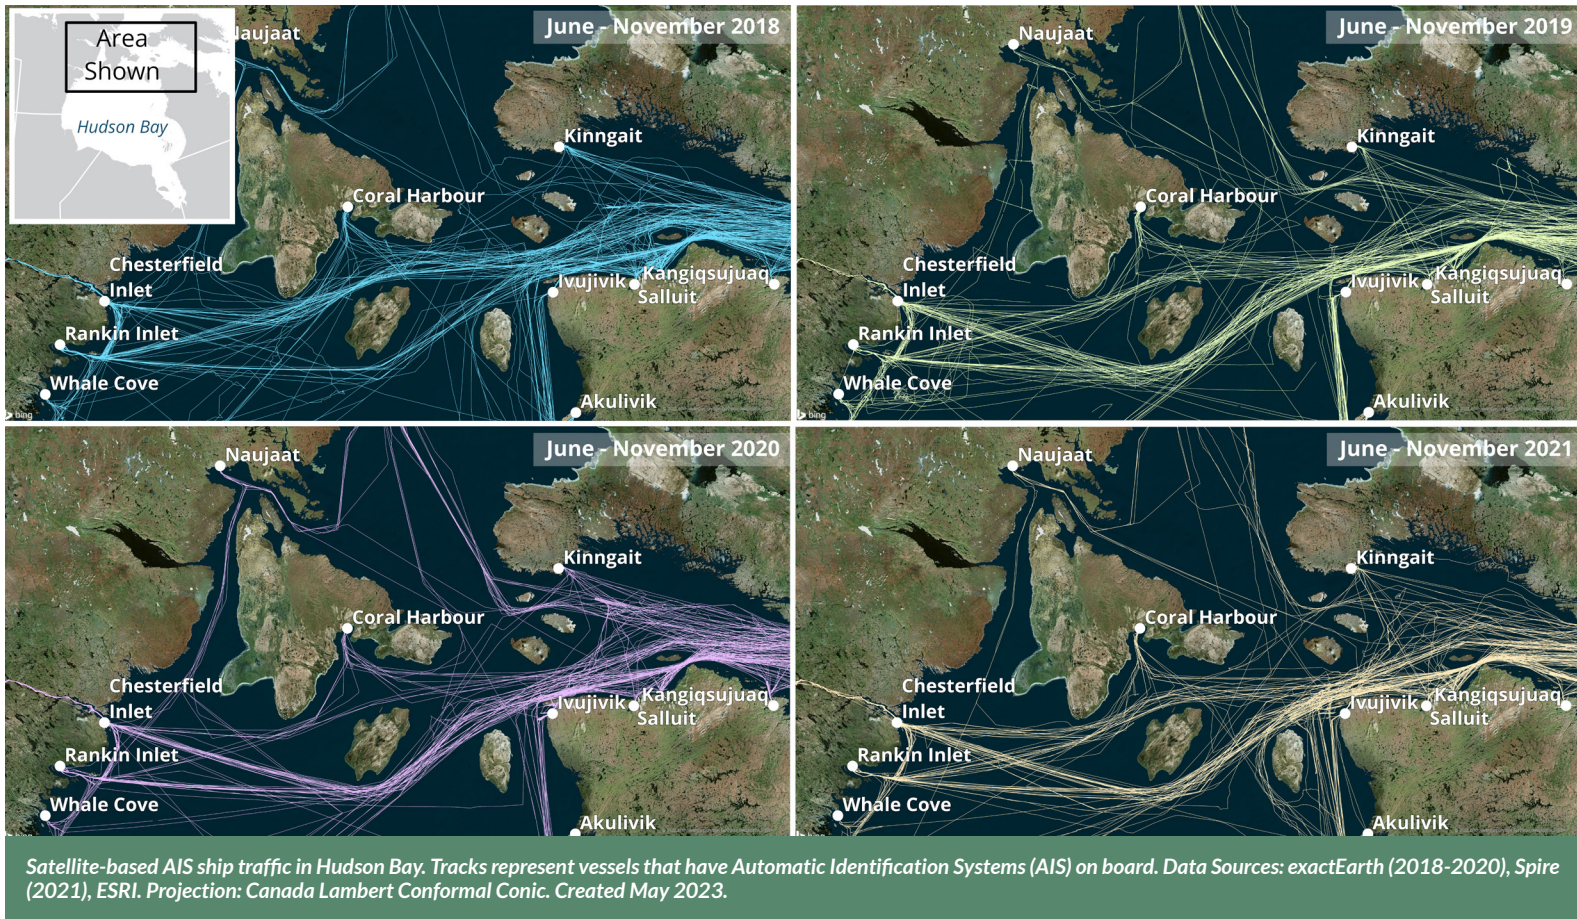 Area
Shown
Hudson Bay
Naujaat
June - November 2018
Kinngait
Coral Harbour
Chesterfield
Inlet
Ivujivik
Kangiqsujuaq
Salluit
Rankin Inlet
Whale Cove
Akulivik
bing
June - November 2019
Naujaat
Kinngait
Coral Harbour
Chesterfield
Inlet
Ivujivik
Kangiqsujuaq
Salluit
Rankin Inlet
Whale Cove
Akulivik
bing
June - November 2020
Naujaat
Kinngait
Coral Harbour
Chesterfield
Inlet
Ivujivik
Kangiqsujuaq
Salluit
Rankin Inlet
Whale Cove
Akulivik
June - November 2021
Naujaat
Kinngait
Coral Harbour
Chesterfield
Inlet
Ivujivik
Kangiqsujuaq
Salluit
Rankin Inlet
Whale Cove
Akulivik
Satellite-based AIS ship traffic in Hudson Bay. Tracks represent vessels that have Automatic Identification Systems (AIS) on board. Data Sources: exactEarth (2018-2020), Spire
(2021), ESRI. Projection: Canada Lambert Conformal Conic. Created May 2023.